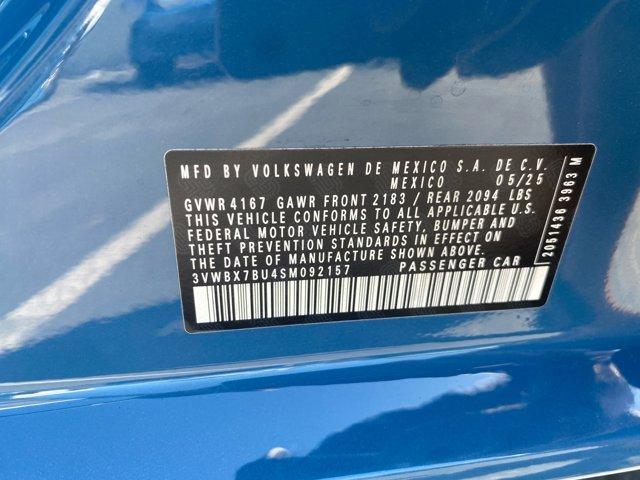 MFD BY VOLKSWAGEN DE MEXICO S.A. DE C.V.
MEXICO 05/25
GVWR 4167 GAWR FRONT 2183 / REAR 2094 LBS
THIS VEHICLE CONFORMS TO ALL APPLICABLE U.S.
FEDERAL MOTOR VEHICLE SAFETY, BUMPER AND
THEFT PREVENTION STANDARDS IN EFFECT ON
THE DATE OF MANUFACTURE SHOWN ABOVE.
3VWBX7BU4SM092157 PASSENGER CAR
2051436 3963 M